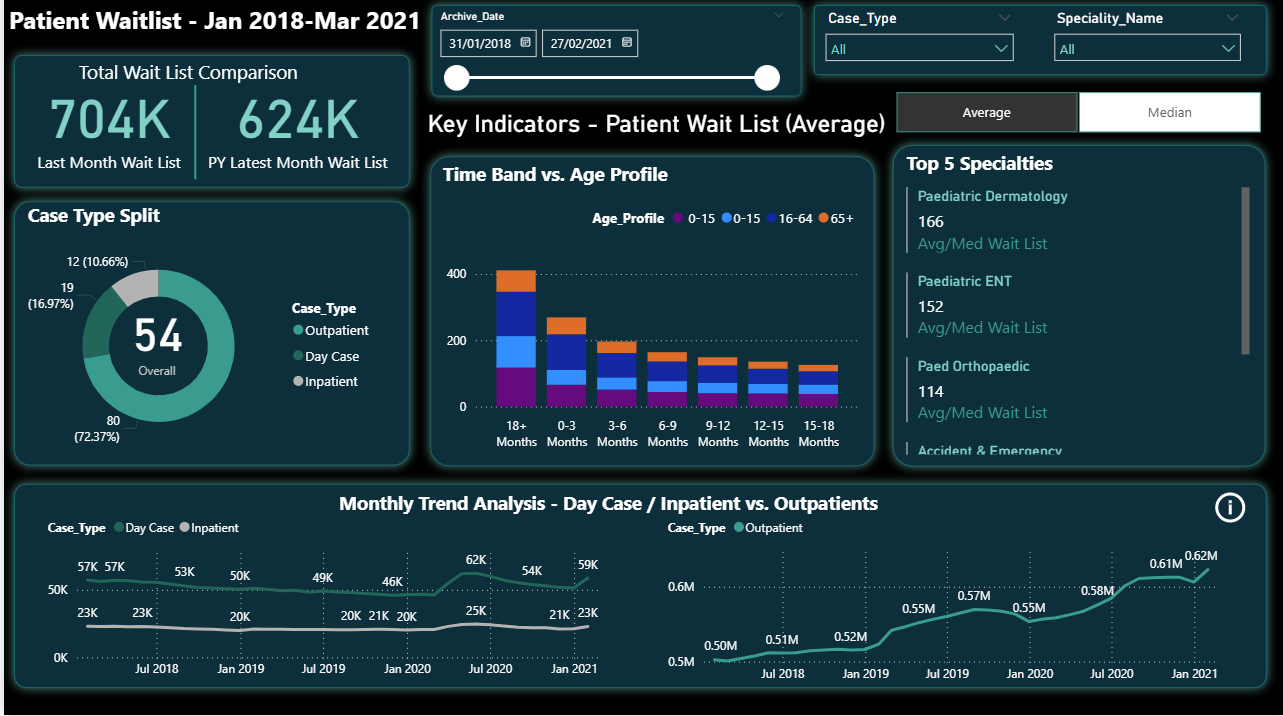 Patient Waitlist - Jan 2018-Mar 2021
Archive_Date
31/01/2018
27/02/2021
Case_Type
All
Speciality_Name
All
Total Wait List Comparison
704K
Last Month Wait List
624K
PY Latest Month Wait List
Key Indicators - Patient Wait List (Average)
Average
Median
Case Type Split
12 (10.66%)
19
(16.97%)
54
Overall
80
(72.37%)
Case_Type
Outpatient
Day Case
Inpatient
Time Band vs. Age Profile
Age_Profile 0-15 0-15 16-64 65+
400
200
0
18+ 0-3 3-6 6-9 9-12 12-15 15-18
Months Months Months Months Months Months Months
Top 5 Specialties
Paediatric Dermatology
166
Avg/Med Wait List
Paediatric ENT
152
Avg/Med Wait List
Paed Orthopaedic
114
Avg/Med Wait List
Accident & Emergency
Monthly Trend Analysis - Day Case / Inpatient vs. Outpatients
i
Case_Type Day Case Inpatient
57K 57K 53K 50K 49K 46K 62K 54K 59K
50K
23K 23K 20K 20K 21K 20K 25K 21K 23K
0K
Jul 2018 Jan 2019 Jul 2019 Jan 2020 Jul 2020 Jan 2021
Case_Type Outpatient
0.6M
0.5M
0.50M 0.51M 0.52M 0.55M 0.57M 0.55M 0.58M 0.61M 0.62M
Jul 2018 Jan 2019 Jul 2019 Jan 2020 Jul 2020 Jan 2021